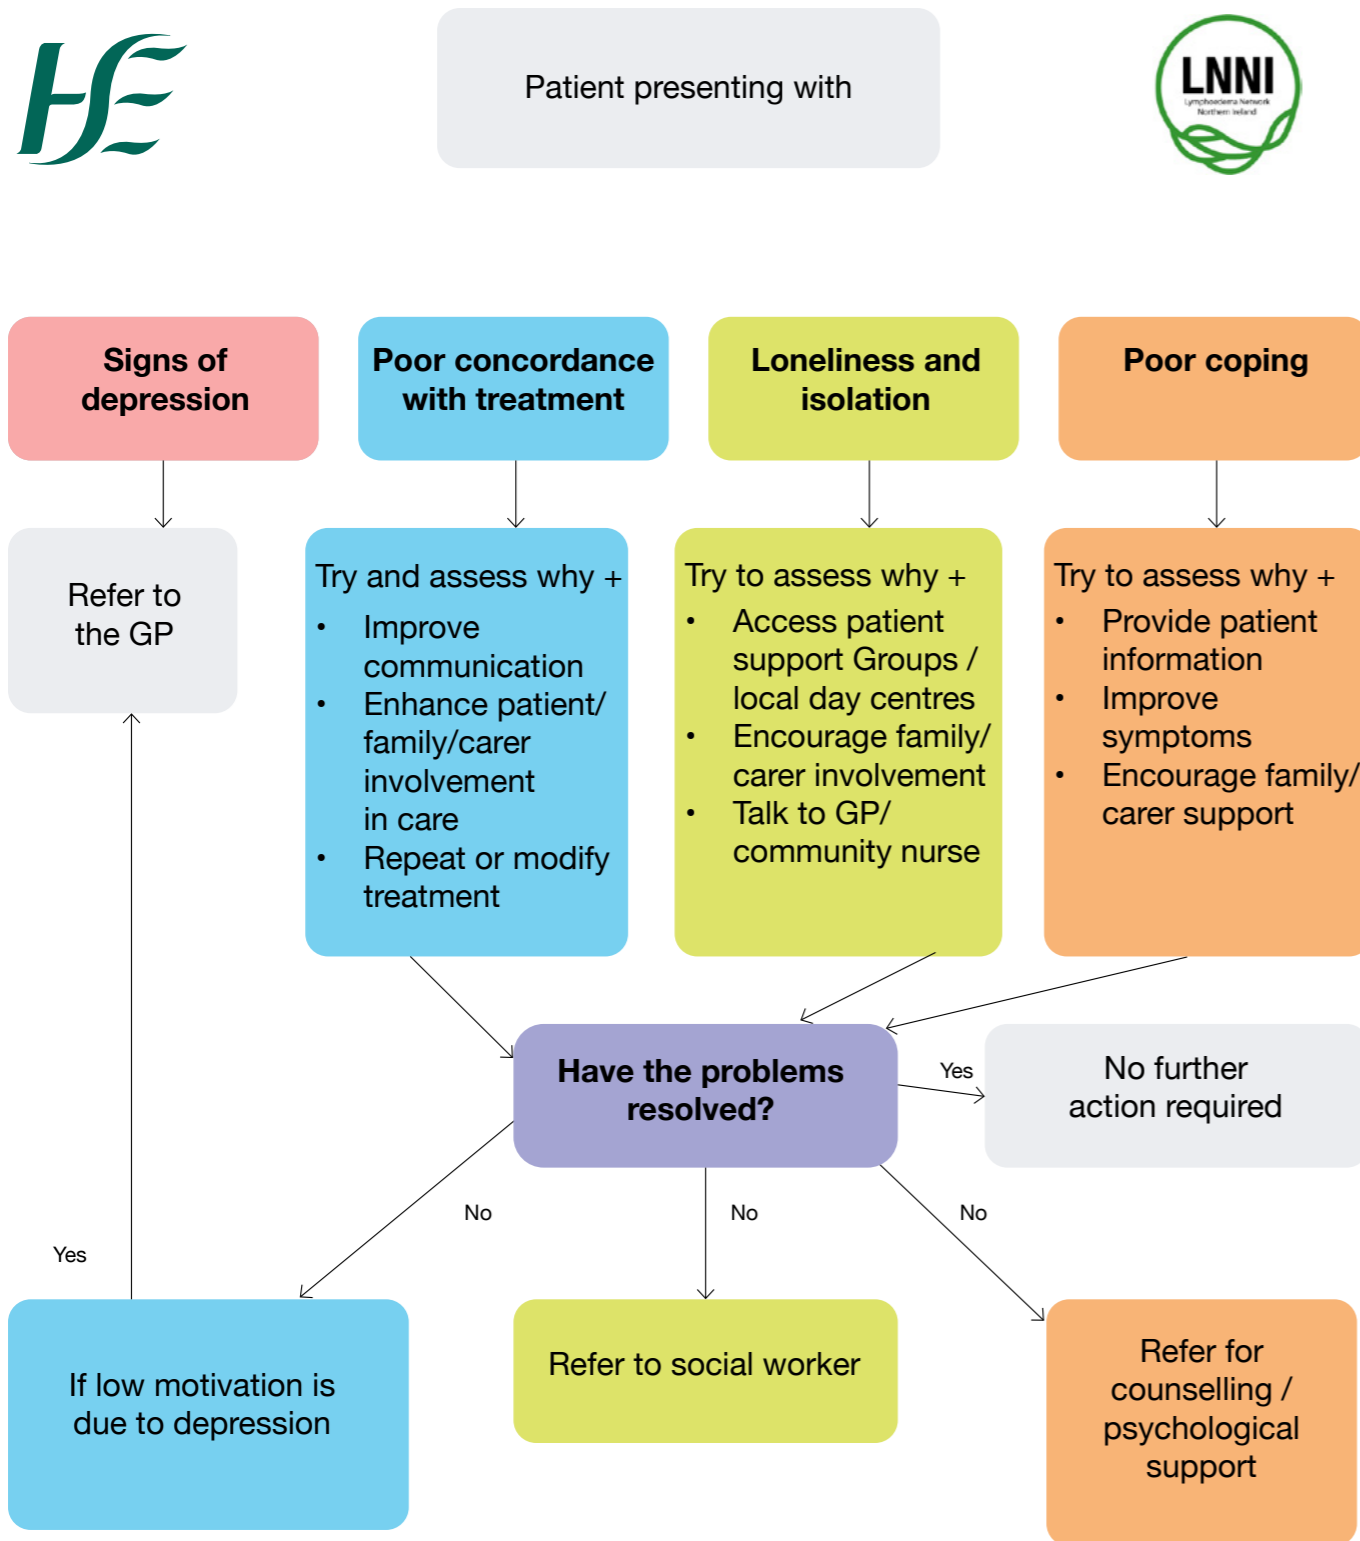 HSE
Patient presenting with
LNNI
Lymphoedema Network
Northern Ireland
Signs of
depression
Poor concordance
with treatment
Loneliness and
isolation
Poor coping
Refer to
the GP
Try and assess why +
• Improve
communication
• Enhance patient/
family/carer
involvement
in care
• Repeat or modify
treatment
Try to assess why +
• Access patient
support Groups /
local day centres
• Encourage family/
carer involvement
• Talk to GP/
community nurse
Try to assess why +
• Provide patient
information
• Improve
symptoms
• Encourage family/
carer support
Have the problems
resolved?
Yes
No further
action required
No
No
No
Yes
If low motivation is
due to depression
Refer to social worker
Refer for
counselling /
psychological
support